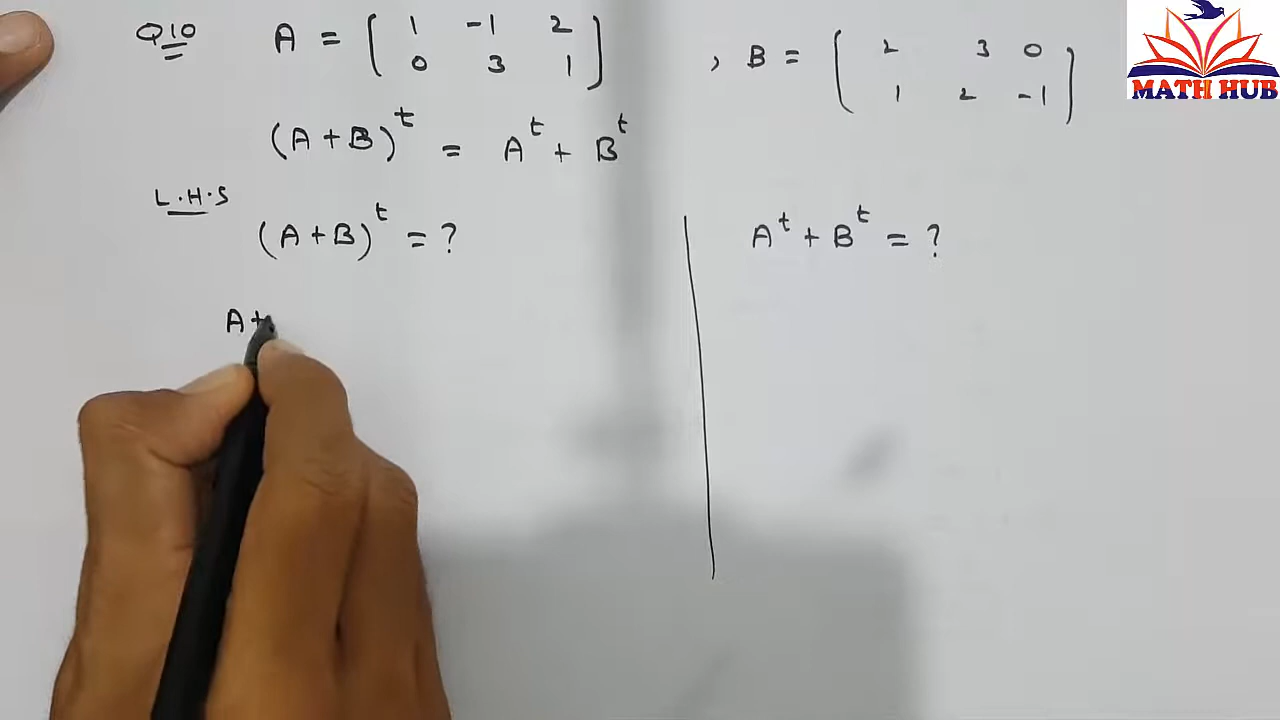 Q10 A = [ 1 -1 2 , B = [ 2 3 0
0 3 1 ] 1 2 -1 ]
(A + B)^t = A^t + B^t
L.H.S
(A + B)^t = ? A^t + B^t = ?
A +
MATH HUB